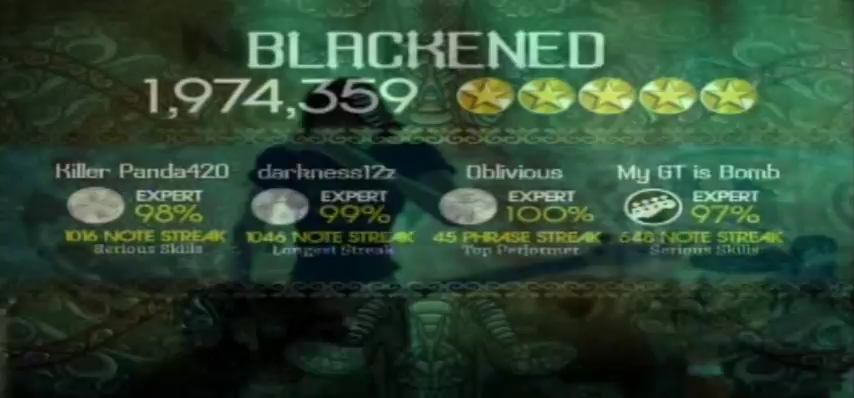 BLACKENED
1,974,359
Killer Panda420 darkness12z Oblivious My GT is Bomb
EXPERT EXPERT EXPERT EXPERT
98% 99% 100% 97%
1016 NOTE STREAK 1046 NOTE STREAK 45 PHRASE STREAK 648 NOTE STREAK
Serious Skills Longest Streak Top Performer Serious Skills